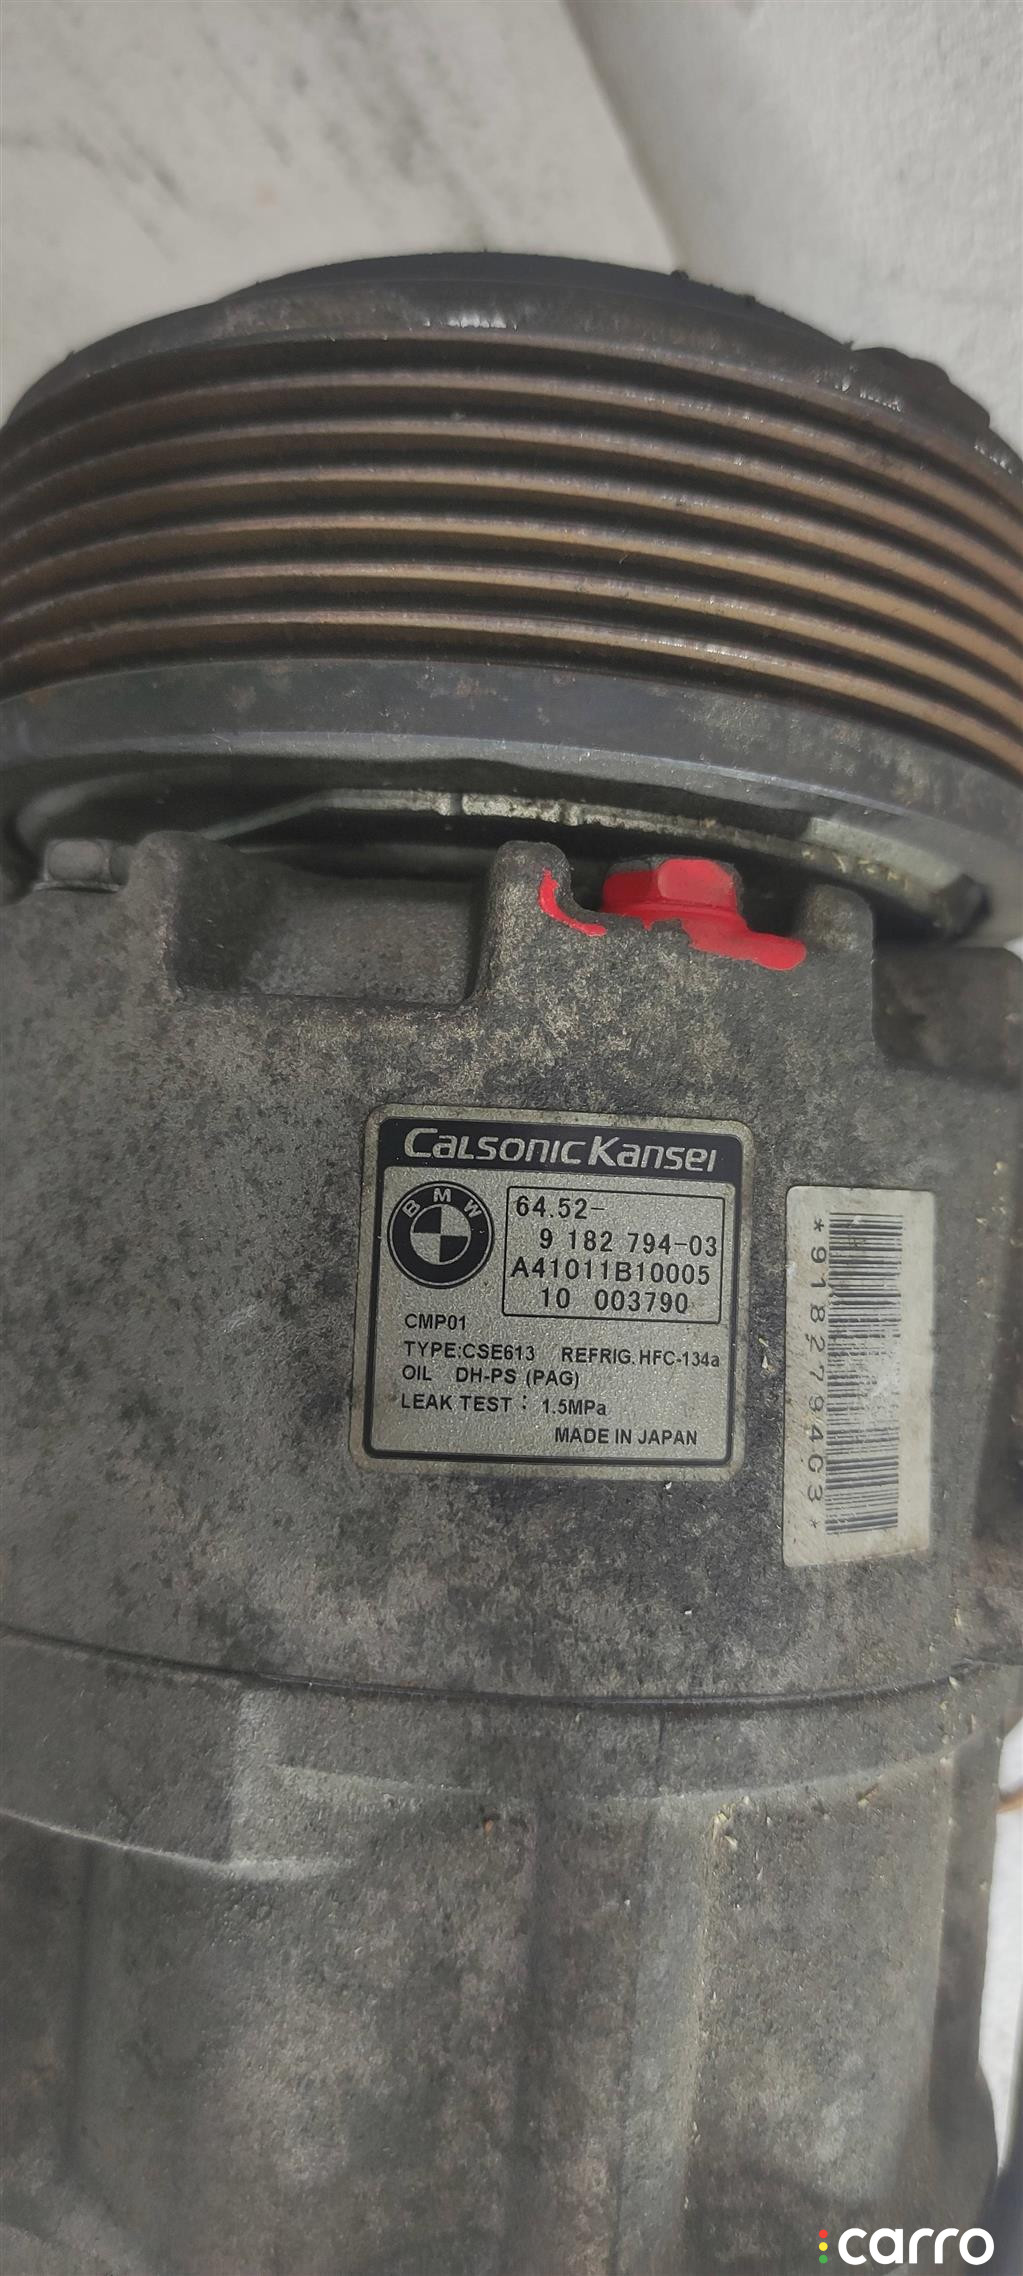 CalsonicKansei
BMW
64.52-
9 182 794-03
A41011B10005
10 003790
CMP01
TYPE:CSE613 REFRIG. HFC-134a
OIL DH-PS (PAG)
LEAK TEST : 1.5MPa
MADE IN JAPAN
*9182794C3*
carro